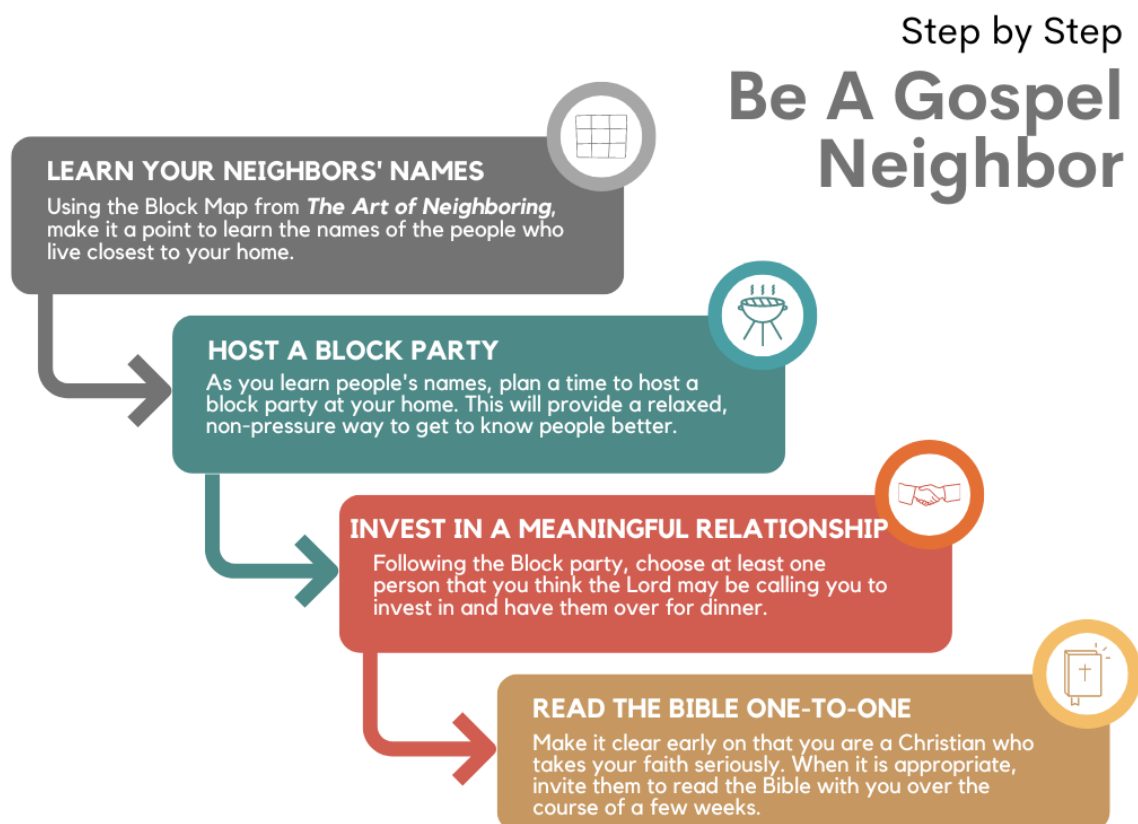 Step by Step
Be A Gospel
Neighbor
LEARN YOUR NEIGHBORS' NAMES
Using the Block Map from The Art of Neighboring,
make it a point to learn the names of the people who
live closest to your home.
HOST A BLOCK PARTY
As you learn people's names, plan a time to host a
block party at your home. This will provide a relaxed,
non-pressure way to get to know people better.
INVEST IN A MEANINGFUL RELATIONSHIP
Following the Block party, choose at least one
person that you think the Lord may be calling you to
invest in and have them over for dinner.
READ THE BIBLE ONE-TO-ONE
Make it clear early on that you are a Christian who
takes your faith seriously. When it is appropriate,
invite them to read the Bible with you over the
course of a few weeks.